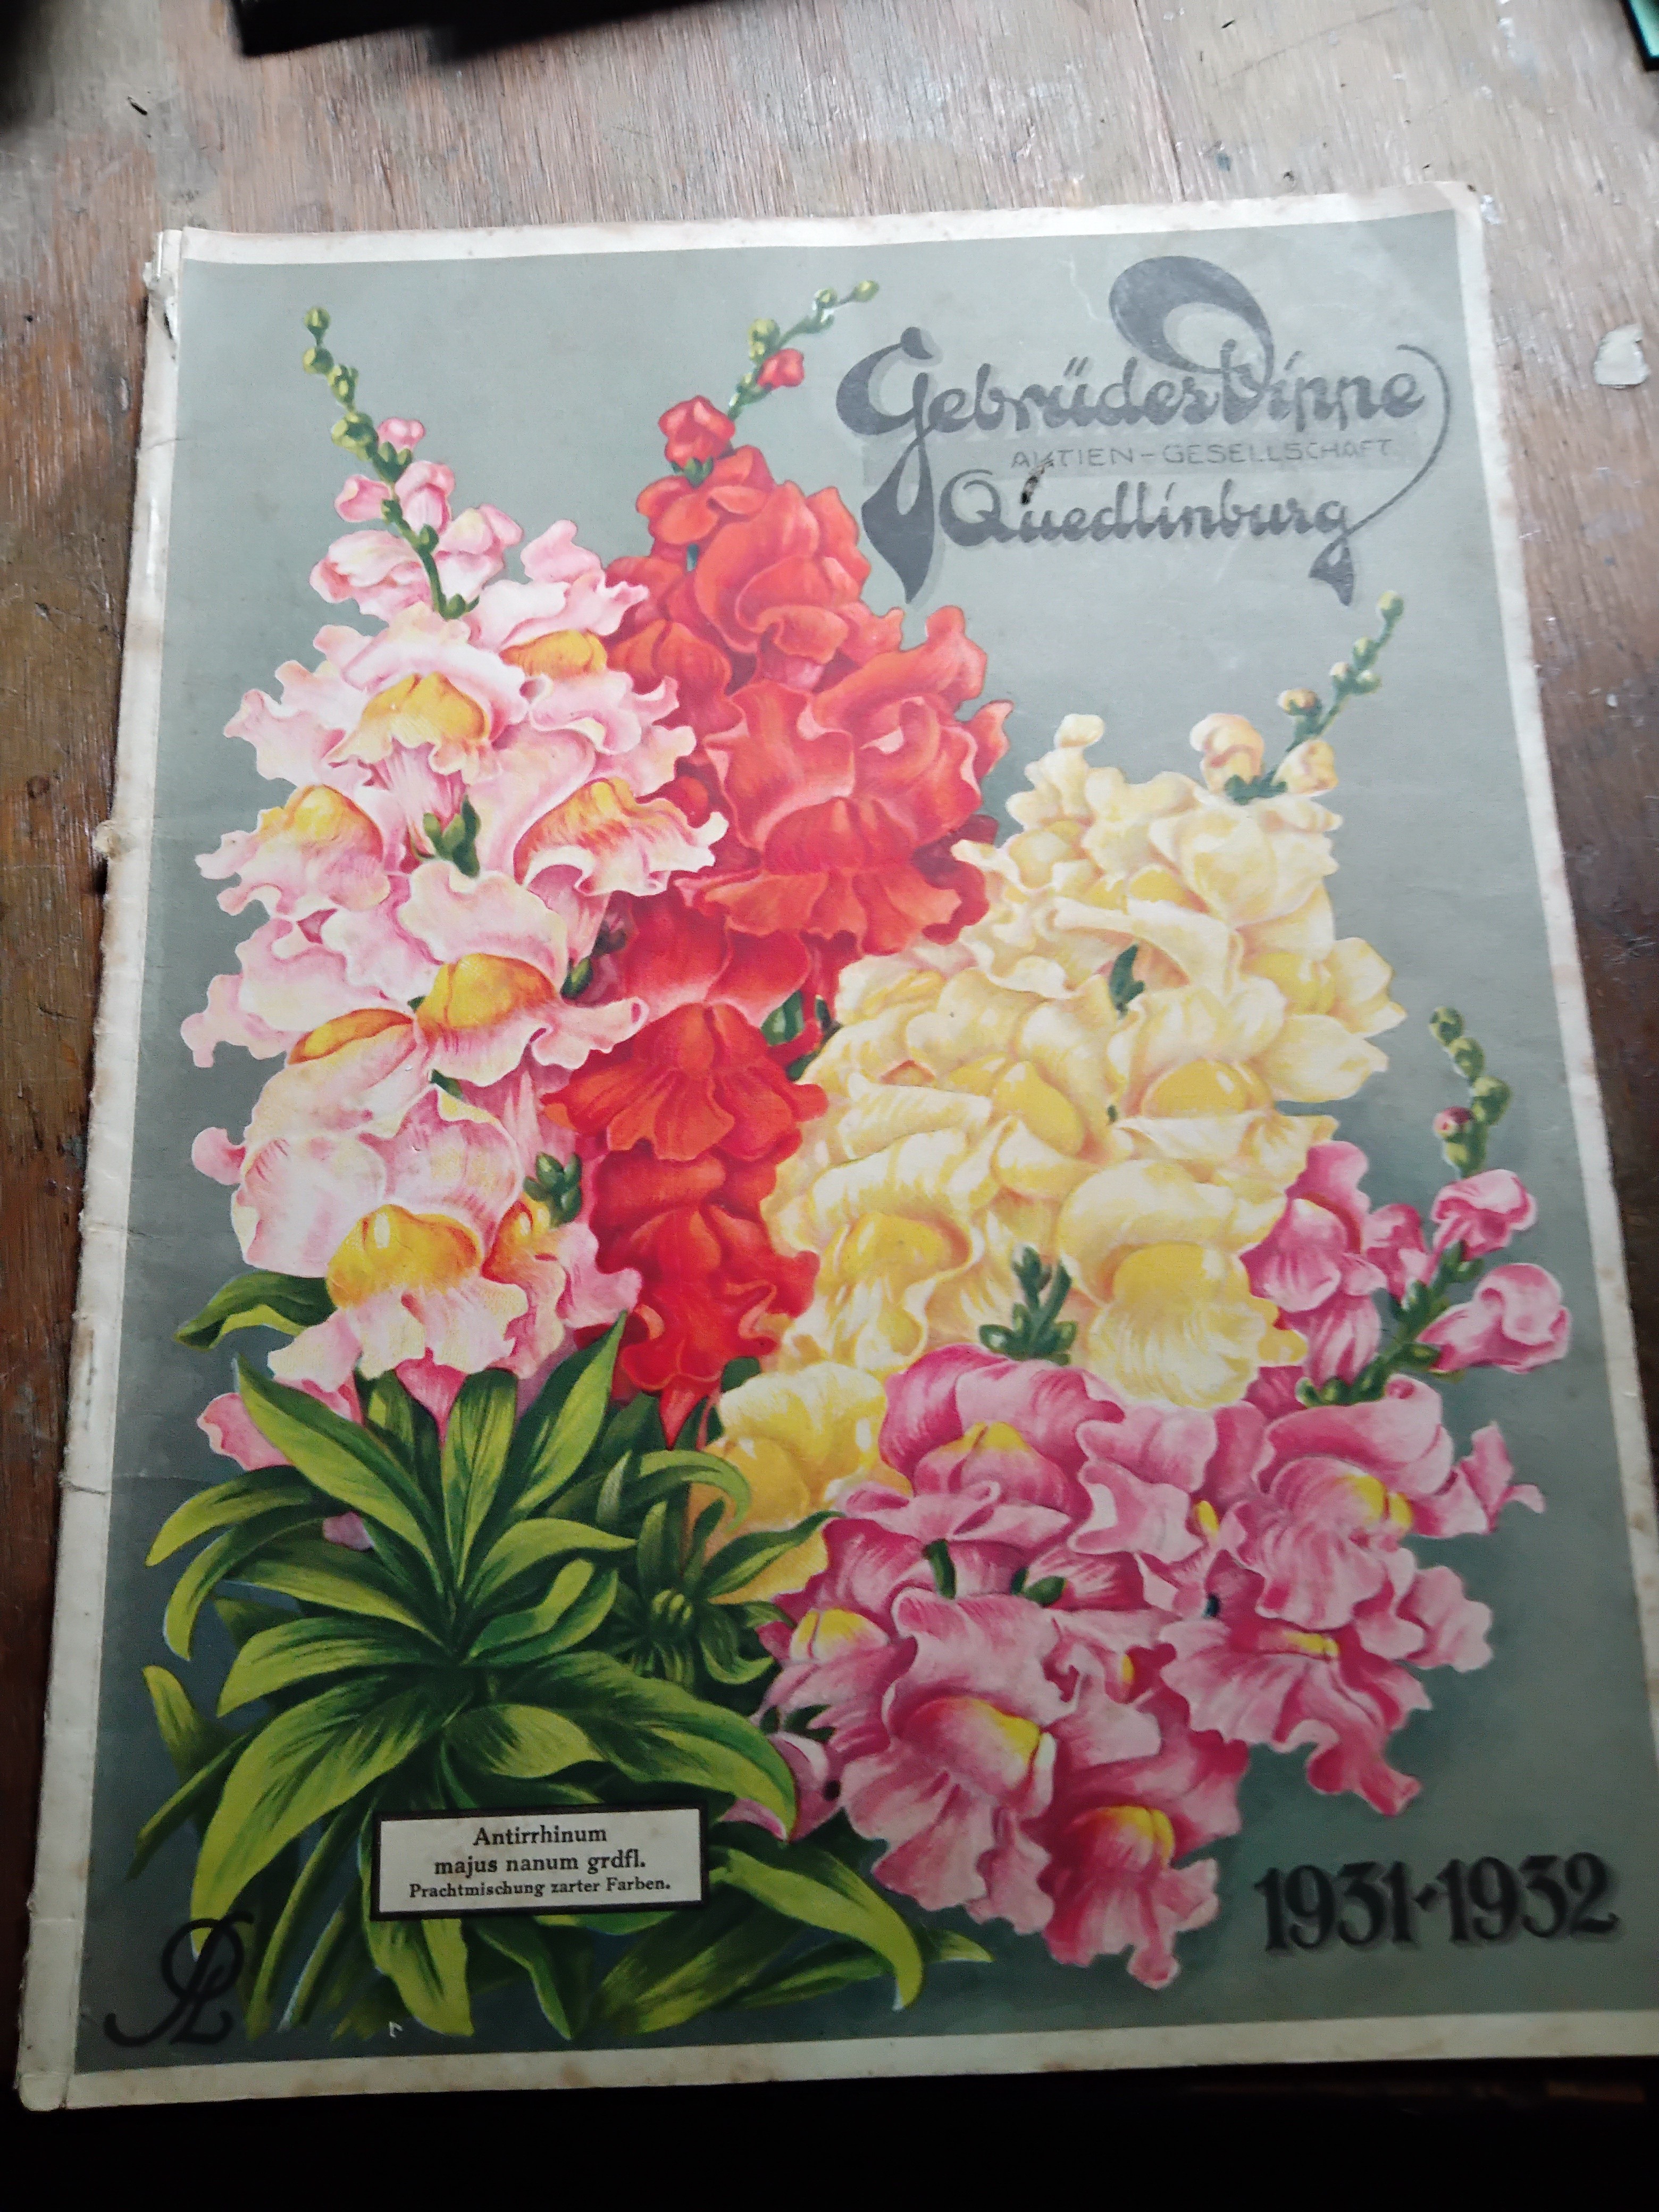 Gebrüder Dippe
AKTIEN-GESELLSCHAFT
Quedlinburg
Antirrhinum
majus nanum grdfl.
Prachtmischung zarter Farben.
1931-1932